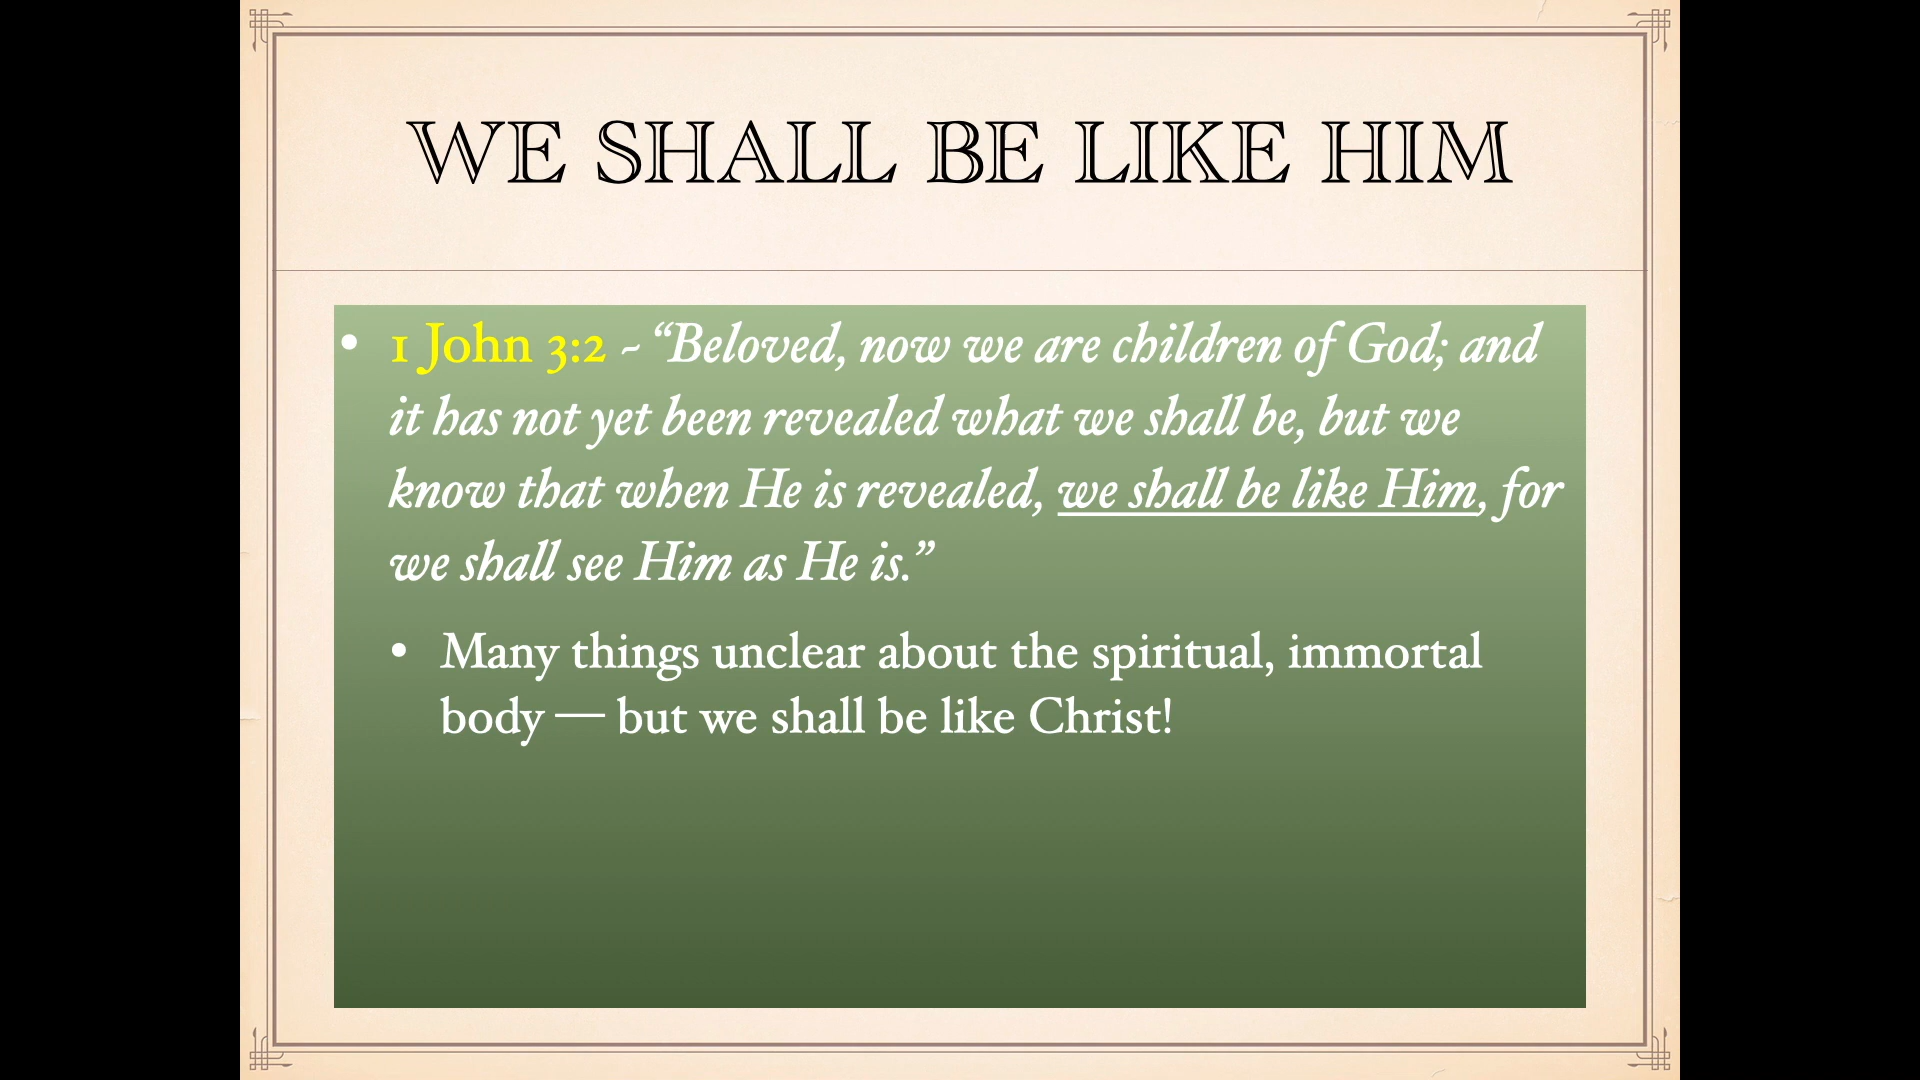 WE SHALL BE LIKE HIM
• 1 John 3:2 - “Beloved, now we are children of God; and
it has not yet been revealed what we shall be, but we
know that when He is revealed, we shall be like Him, for
we shall see Him as He is.”
• Many things unclear about the spiritual, immortal
body — but we shall be like Christ!